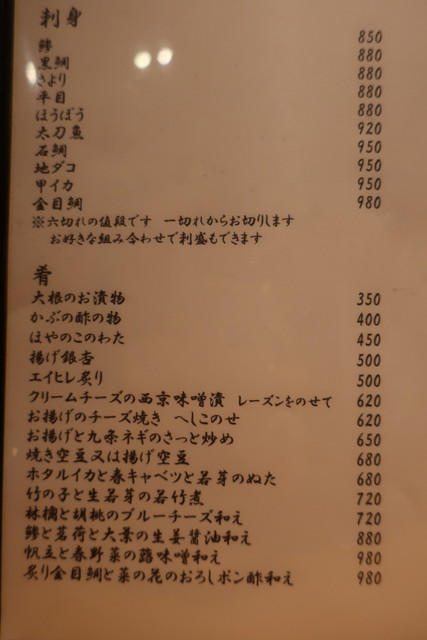 刺身
鯵 850
黒鯛 880
さより 880
平目 880
ほうぼう 880
太刀魚 920
石鯛 950
地ダコ 950
甲イカ 950
金目鯛 980
※六切れの値段です 一切れからお切りします
お好きな組み合わせで刺盛もできます
肴
大根のお漬物 350
かぶの酢の物 400
ほやのこのわた 450
揚げ銀杏 500
エイヒレ炙り 500
クリームチーズの西京味噌漬 レーズンをのせて 620
お揚げのチーズ焼き へしこのせ 620
お揚げと九条ネギのさっと炒め 650
焼き空豆又は揚げ空豆 680
ホタルイカと春キャベツと若芽のぬた 680
竹の子と生若芽の若竹煮 720
林檎と胡桃のブルーチーズ和え 720
鯵と茗荷と大葉の生姜醤油和え 880
帆立と春野菜の蕗味噌和え 980
炙り金目鯛と菜の花のおろしポン酢和え 980